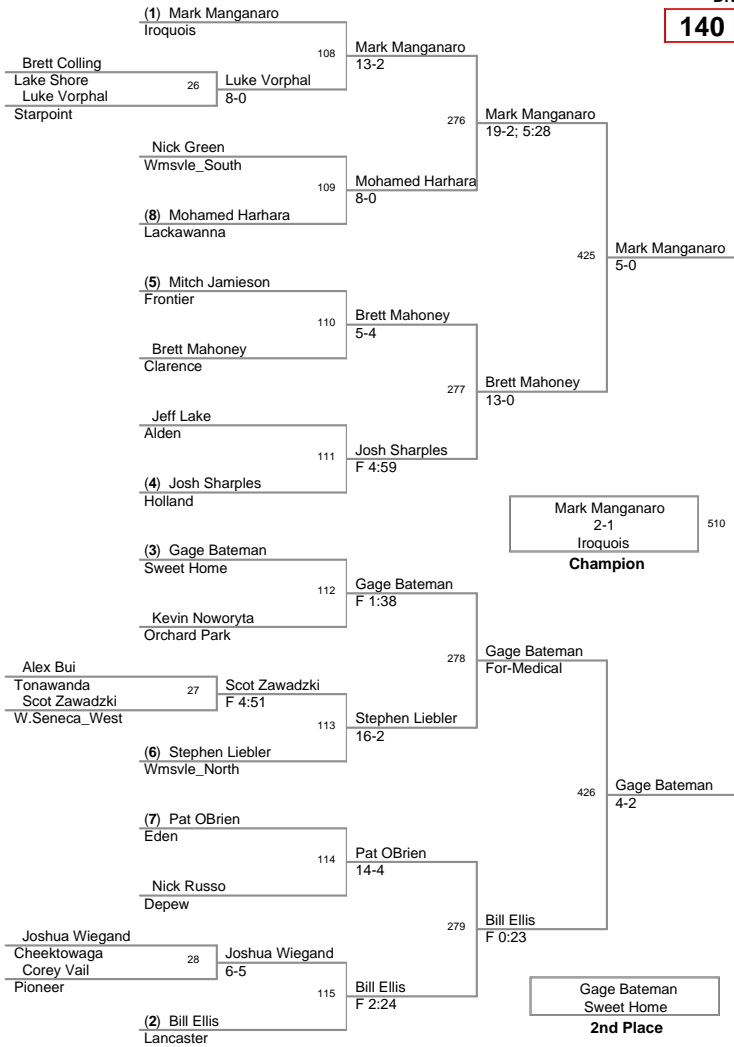 (1) Mark Manganaro
Iroquois
140
108
Mark Manganaro
13-2
Brett Colling
Lake Shore
26
Luke Vorphal
8-0
Luke Vorphal
Starpoint
276
Mark Manganaro
19-2; 5:28
Nick Green
Wmsvle_South
109
Mohamed Harhara
8-0
(8) Mohamed Harhara
Lackawanna
425
Mark Manganaro
5-0
(5) Mitch Jamieson
Frontier
110
Brett Mahoney
5-4
Brett Mahoney
Clarence
277
Brett Mahoney
13-0
Jeff Lake
Alden
111
Josh Sharples
F 4:59
(4) Josh Sharples
Holland
Mark Manganaro
2-1
Iroquois
510
Champion
(3) Gage Bateman
Sweet Home
112
Gage Bateman
F 1:38
Kevin Noworyta
Orchard Park
278
Gage Bateman
For-Medical
Alex Bui
Tonawanda
27
Scot Zawadzki
F 4:51
Scot Zawadzki
W.Seneca_West
113
Stephen Liebler
16-2
(6) Stephen Liebler
Wmsvle_North
426
Gage Bateman
4-2
(7) Pat OBrien
Eden
114
Pat OBrien
14-4
Nick Russo
Depew
279
Bill Ellis
F 0:23
Joshua Wiegand
Cheektowaga
28
Joshua Wiegand
6-5
Corey Vail
Pioneer
115
Bill Ellis
F 2:24
(2) Bill Ellis
Lancaster
Gage Bateman
Sweet Home
2nd Place